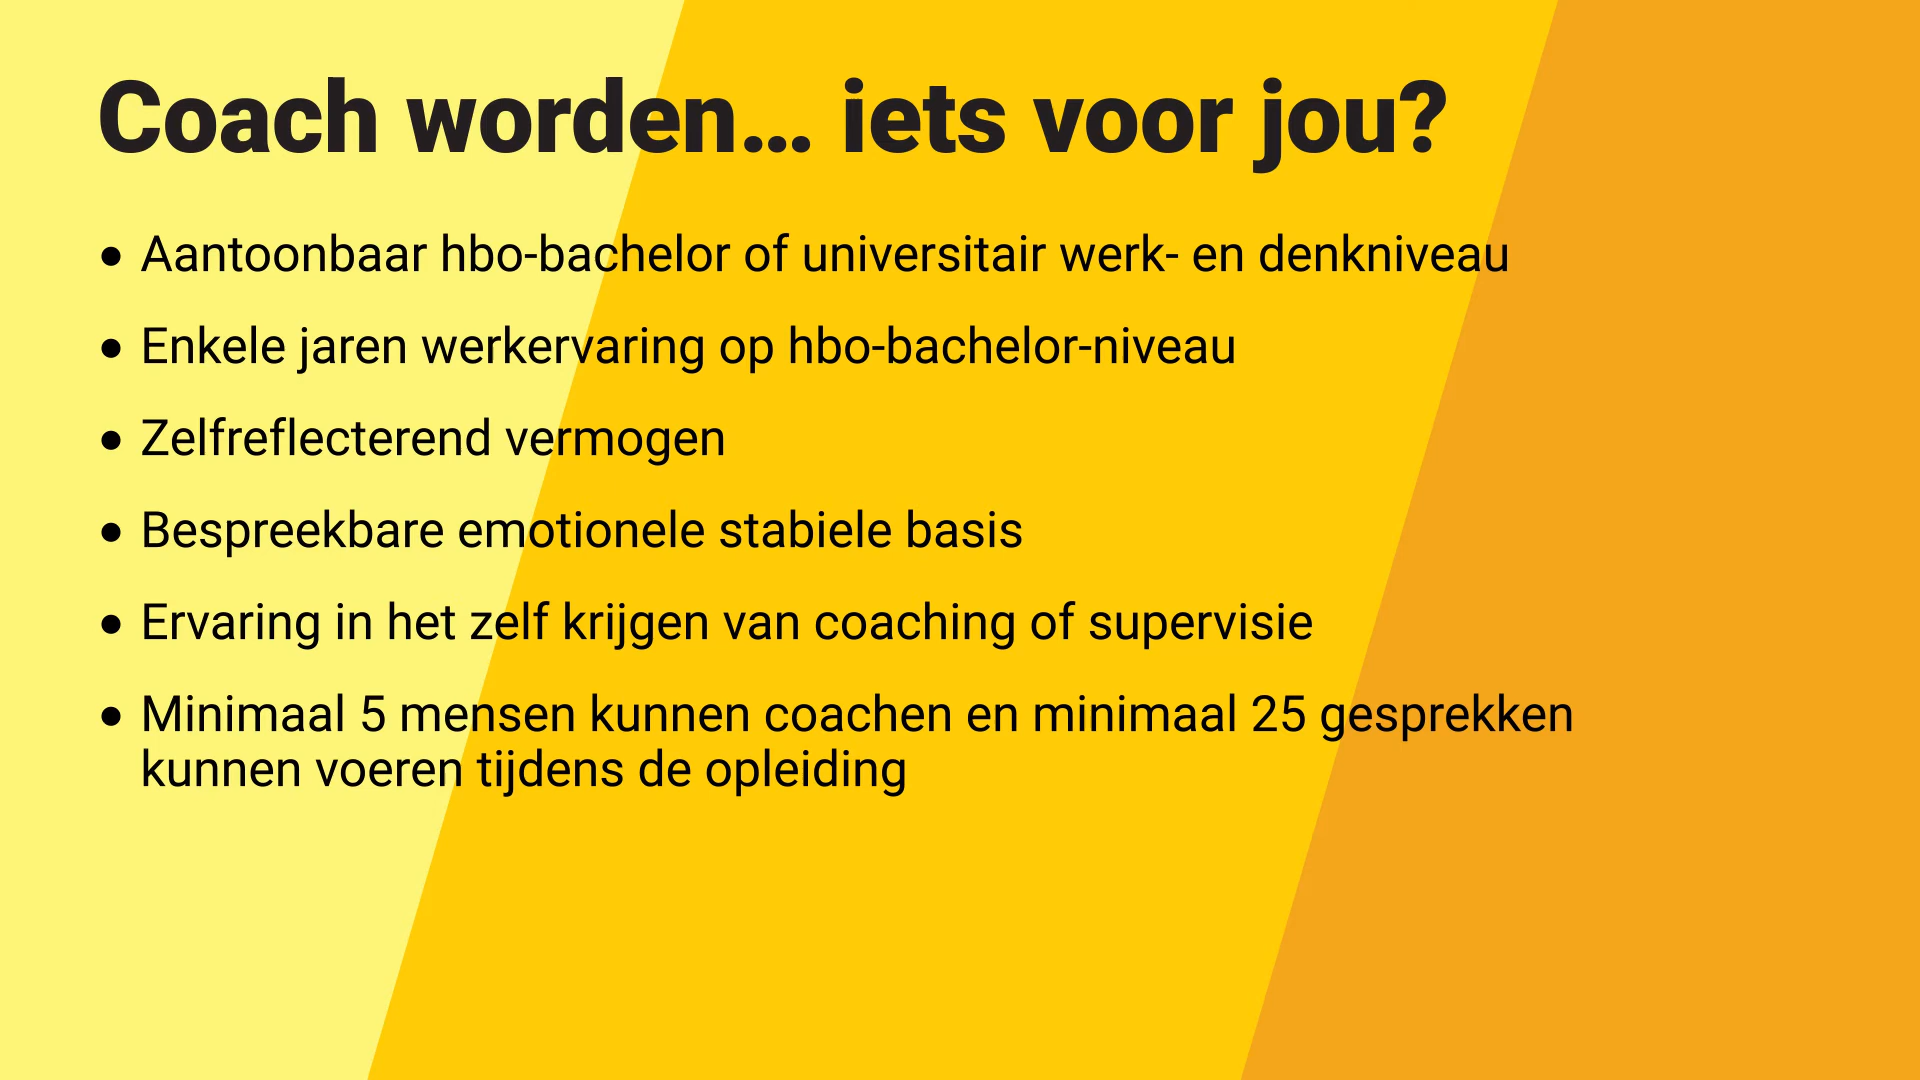 Coach worden... iets voor jou?
• Aantoonbaar hbo-bachelor of universitair werk- en denkniveau
• Enkele jaren werkervaring op hbo-bachelor-niveau
• Zelfreflecterend vermogen
• Bespreekbare emotionele stabiele basis
• Ervaring in het zelf krijgen van coaching of supervisie
• Minimaal 5 mensen kunnen coachen en minimaal 25 gesprekken
kunnen voeren tijdens de opleiding